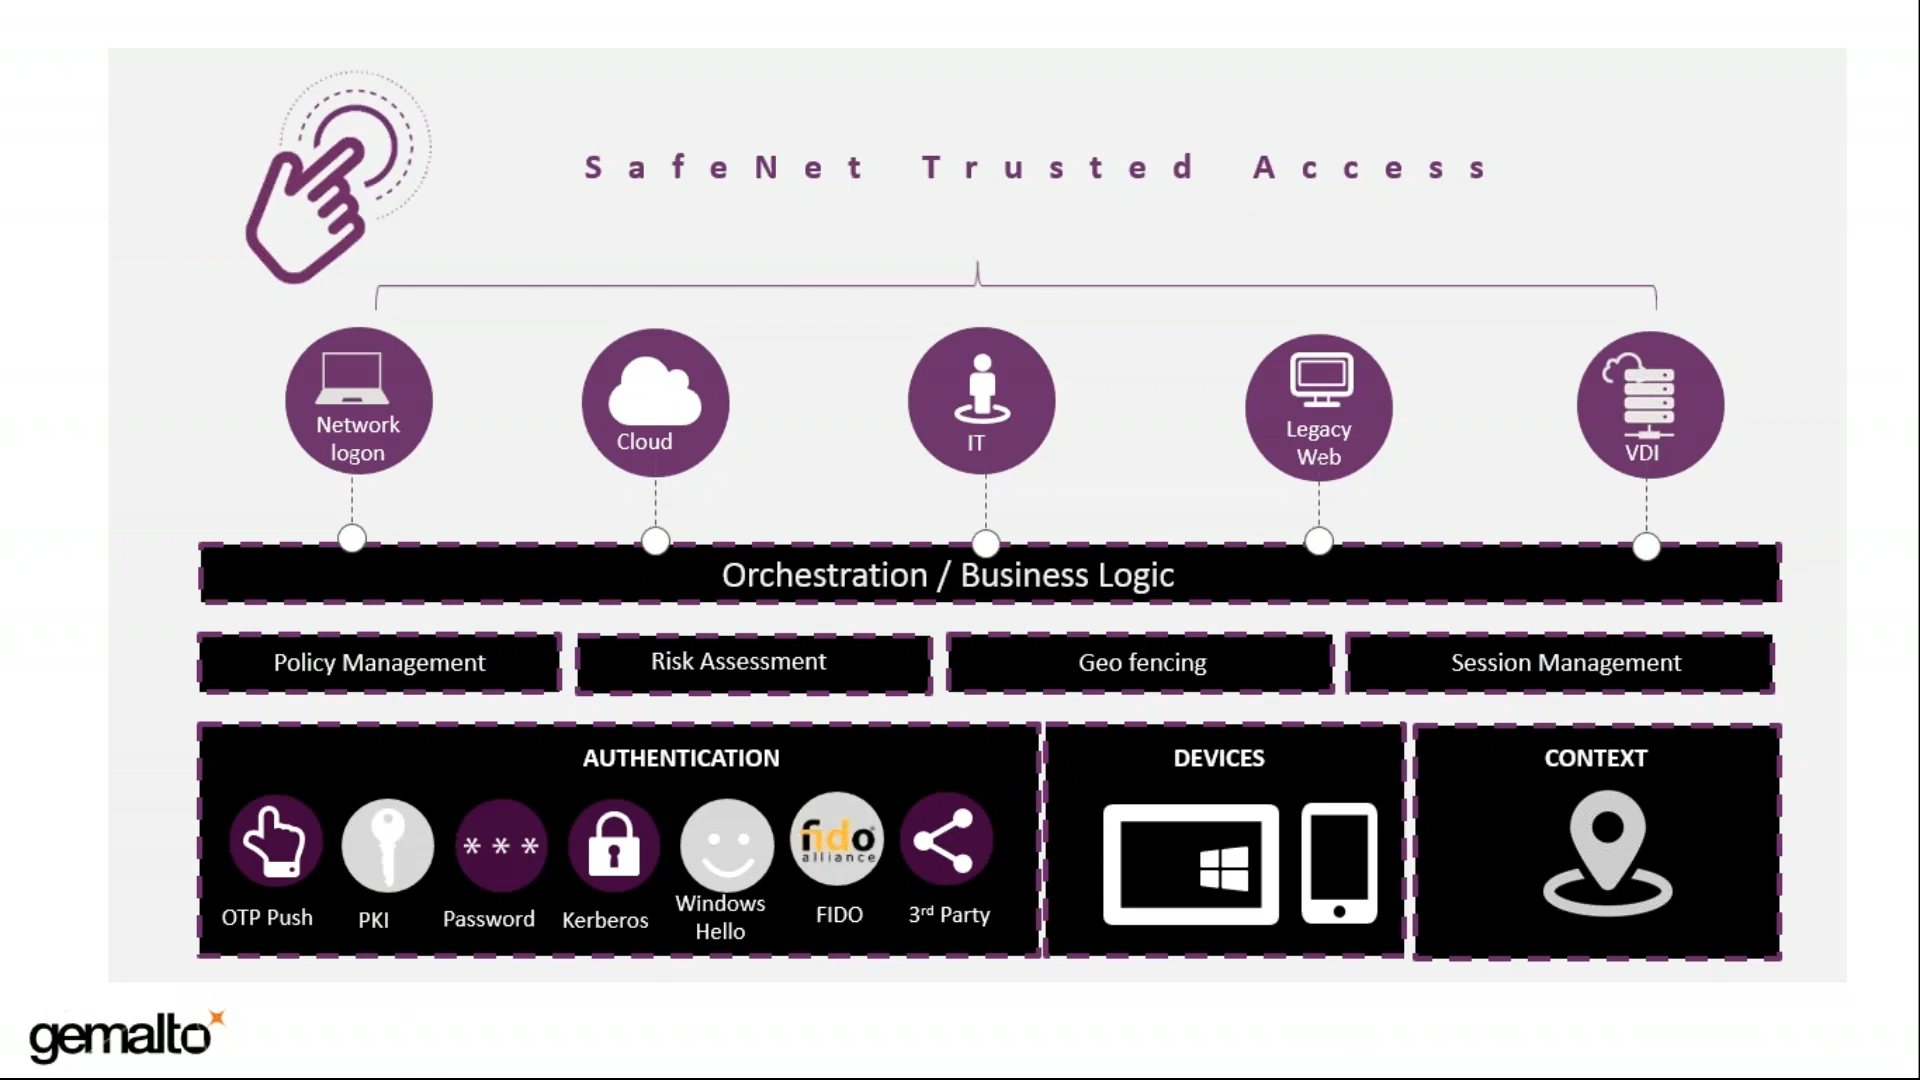 SafeNet Trusted Access
Network
logon
Cloud
IT
Legacy
Web
VDI
Orchestration / Business Logic
Policy Management
Risk Assessment
Geo fencing
Session Management
AUTHENTICATION
DEVICES
CONTEXT
* * *
fido
alliance
OTP Push
PKI
Password
Kerberos
Windows
Hello
FIDO
3rd Party
gemalto